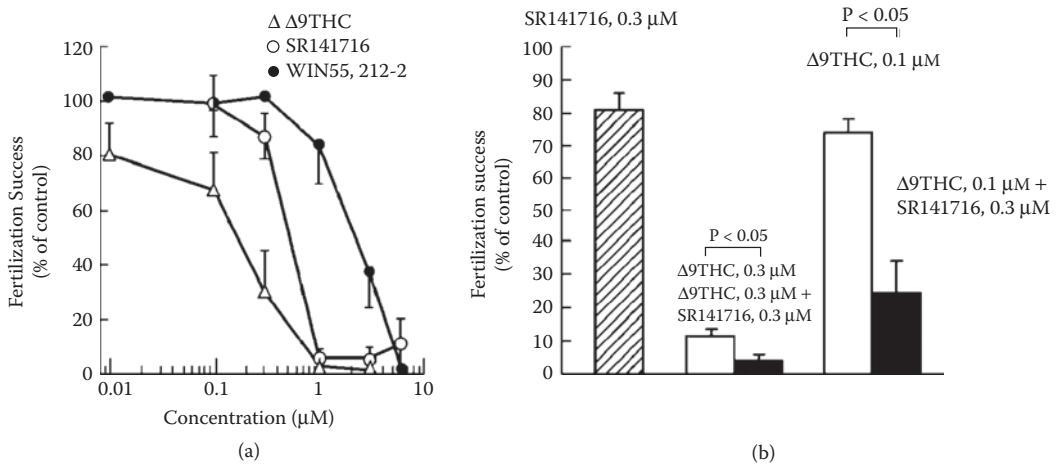 Δ Δ9THC
○ SR141716
● WIN55, 212-2
120
100
80
60
40
20
0
0.01
0.1
1
10
Fertilization Success
(% of control)
Concentration (μM)
(a)
SR141716, 0.3 μM
P < 0.05
Δ9THC, 0.1 μM
100
90
80
70
60
50
40
30
20
10
0
Fertilization success
(% of control)
P < 0.05
Δ9THC, 0.3 μM
Δ9THC, 0.3 μM +
SR141716, 0.3 μM
Δ9THC, 0.1 μM +
SR141716, 0.3 μM
(b)